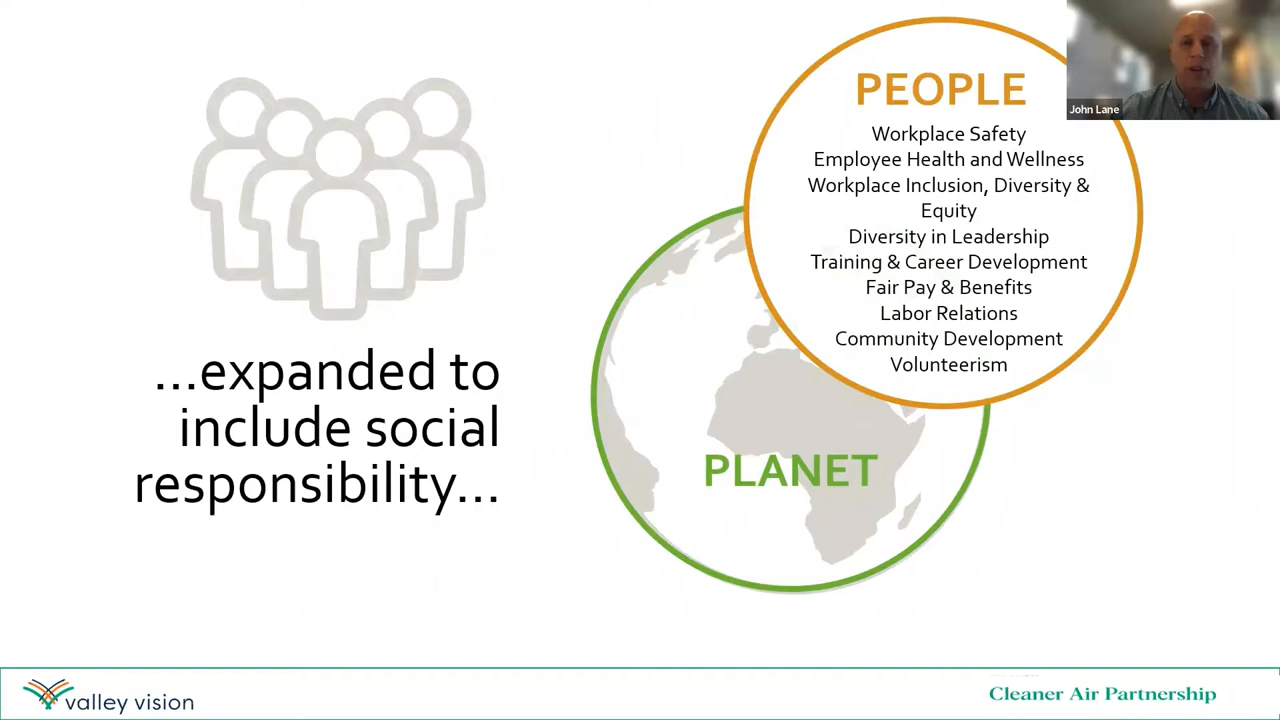 ...expanded to
include social
responsibility...
PEOPLE
Workplace Safety
Employee Health and Wellness
Workplace Inclusion, Diversity &
Equity
Diversity in Leadership
Training & Career Development
Fair Pay & Benefits
Labor Relations
Community Development
Volunteerism
PLANET
John Lane
valley vision
Cleaner Air Partnership